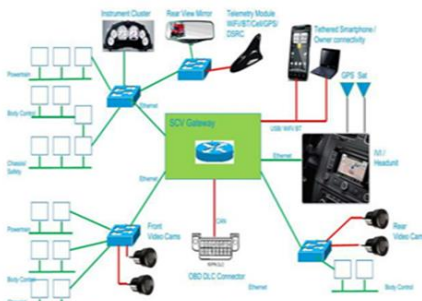 Instrument Cluster
Rear View Mirror
Telemetry Module
WiFi/BT/Cell/GPS/
DSRC
Tethered Smartphone /
Owner connectivity
GPS Sat
Powertrain
Ethernet
Body Control
SCV Gateway
USB/ WiFi/ BT
Chassis/
Safety
Ethernet
Ethernet
IVI /
Headunit
Powertrain
Front
Video Cams
CAN
Rear
Video Cam
Body Control
OBD DLC Connector
Ethernet
Body Control